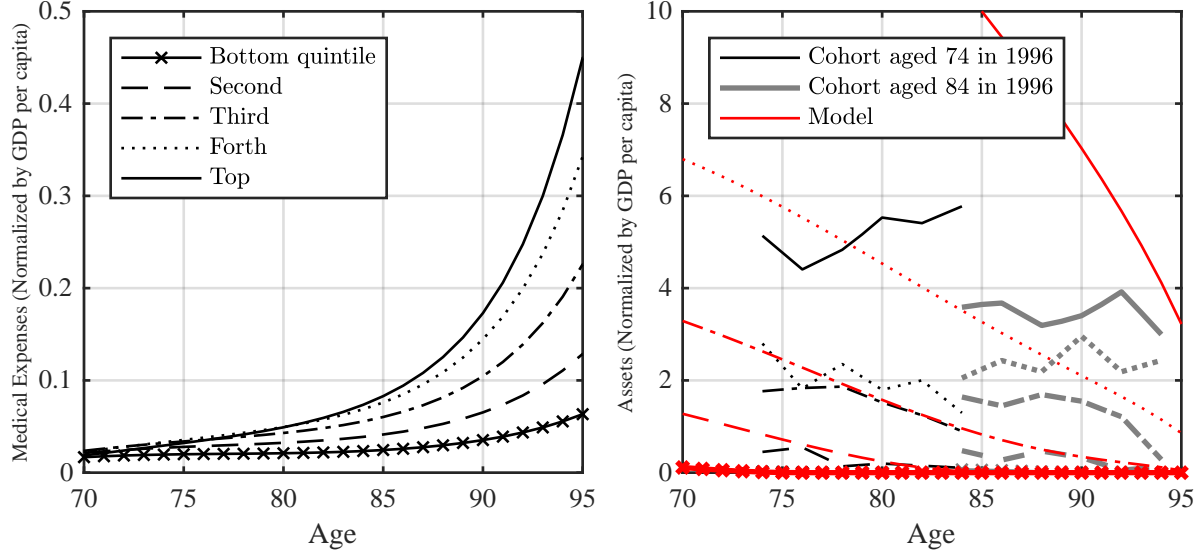 Medical Expenses (Normalized by GDP per capita)
0.5
0.4
0.3
0.2
0.1
0
Bottom quintile
Second
Third
Forth
Top
70 75 80 85 90 95
Age
Assets (Normalized by GDP per capita)
10
8
6
4
2
0
Cohort aged 74 in 1996
Cohort aged 84 in 1996
Model
70 75 80 85 90 95
Age